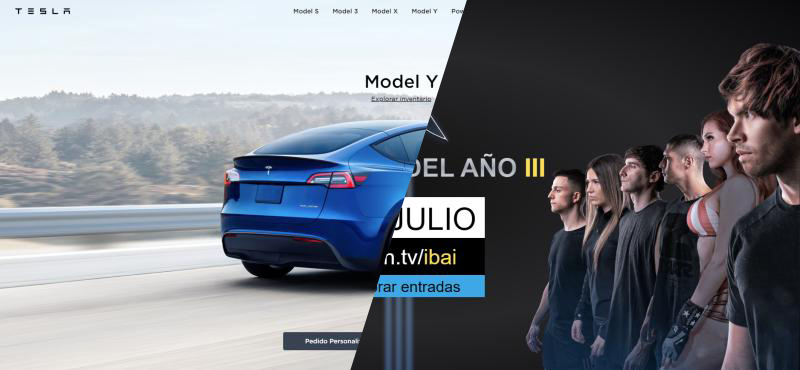 TESLA
Model S Model 3 Model X Model Y Pow
Model Y
Explorar inventario
DEL AÑO III
JULIO
n.tv/ibai
rar entradas
Pedido Personali